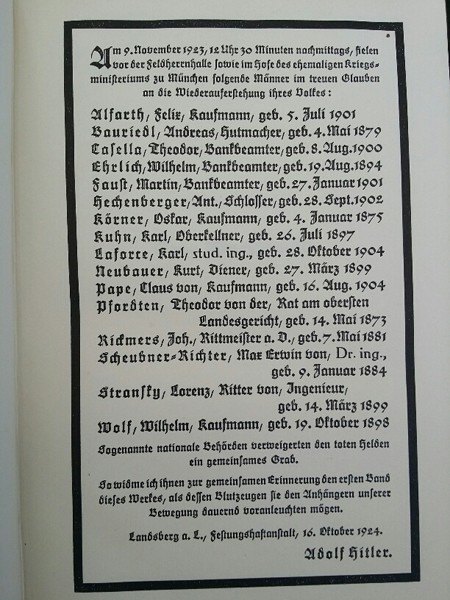 Am 9. November 1923, 12 Uhr 30 Minuten nachmittags, fielen
vor der Feldherrnhalle sowie im Hofe des ehemaligen Kriegs-
ministeriums zu München folgende Männer im treuen Glauben
an die Wiederauferstehung ihres Volkes:
Alfarth, Felix, Kaufmann, geb. 5. Juli 1901
Bauriedl, Andreas, Hutmacher, geb. 4. Mai 1879
Casella, Theodor, Bankbeamter, geb. 8. Aug. 1900
Ehrlich, Wilhelm, Bankbeamter, geb. 19. Aug. 1894
Faust, Martin, Bankbeamter, geb. 27. Januar 1901
Hechenberger, Ant., Schlosser, geb. 28. Sept. 1902
Körner, Oskar, Kaufmann, geb. 4. Januar 1875
Kuhn, Karl, Oberkellner, geb. 26. Juli 1897
Laforce, Karl, stud. ing., geb. 28. Oktober 1904
Neubauer, Kurt, Diener, geb. 27. März 1899
Pape, Claus von, Kaufmann, geb. 16. Aug. 1904
Pfordten, Theodor von der, Rat am obersten
Landesgericht, geb. 14. Mai 1873
Rickmers, Joh., Rittmeister a. D., geb. 7. Mai 1881
Scheubner-Richter, Max Erwin von, Dr. ing.,
geb. 9. Januar 1884
Stransky, Lorenz, Ritter von, Ingenieur,
geb. 14. März 1899
Wolf, Wilhelm, Kaufmann, geb. 19. Oktober 1898
Sogenannte nationale Behörden verweigerten den toten Helden
ein gemeinsames Grab.
So widme ich ihnen zur gemeinsamen Erinnerung den ersten Band
dieses Werkes, als dessen Blutzeugen sie den Anhängern unserer
Bewegung dauernd voranleuchten mögen.
Landsberg a. L., Festungshaftanstalt, 16. Oktober 1924.
Adolf Hitler.